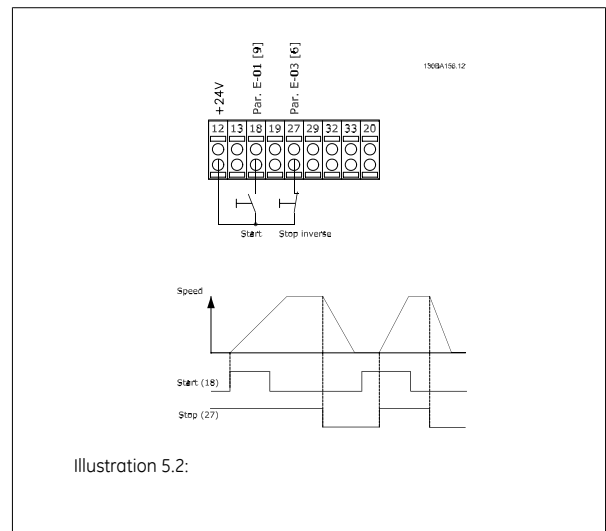 130BA156.12
+24V
Par. E-01 [9]
Par. E-03 [6]
12 13 18 19 27 29 32 33 20
Start Stop inverse
Speed
Start (18)
Stop (27)
Illustration 5.2: